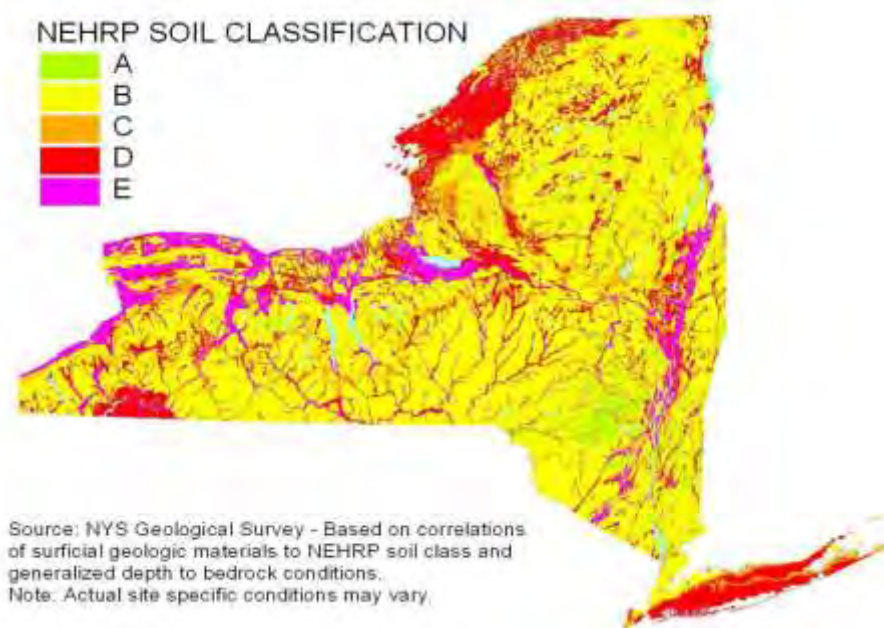 NEHRP SOIL CLASSIFICATION
A
B
C
D
E
Source: NYS Geological Survey - Based on correlations
of surficial geologic materials to NEHRP soil class and
generalized depth to bedrock conditions.
Note: Actual site specific conditions may vary.